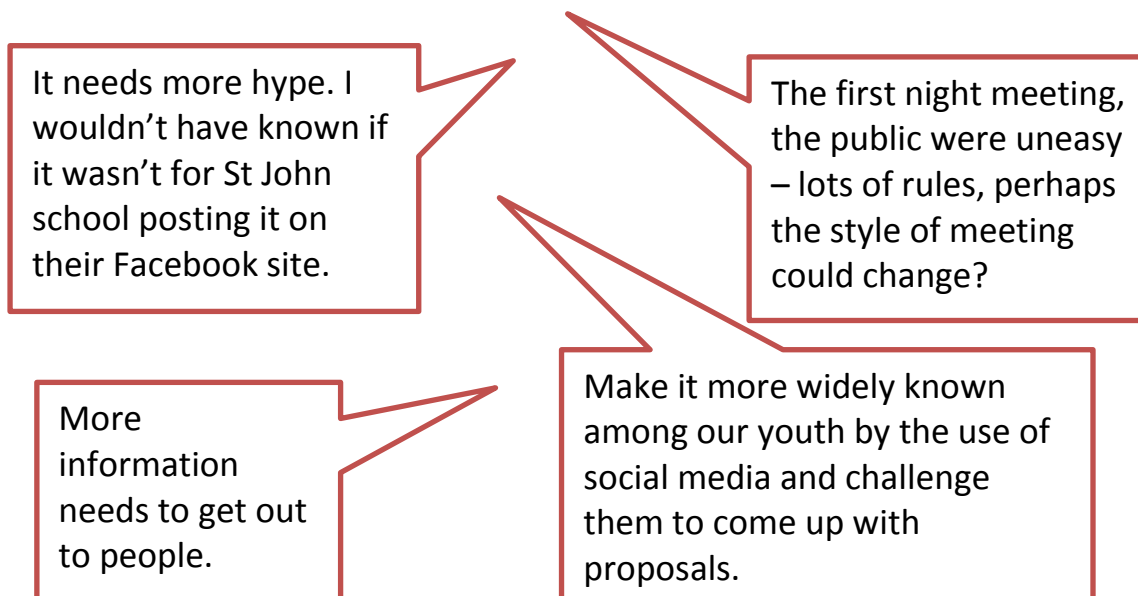 It needs more hype. I
wouldn’t have known if
it wasn’t for St John
school posting it on
their Facebook site.
The first night meeting,
the public were uneasy
– lots of rules, perhaps
the style of meeting
could change?
More
information
needs to get out
to people.
Make it more widely known
among our youth by the use of
social media and challenge
them to come up with
proposals.